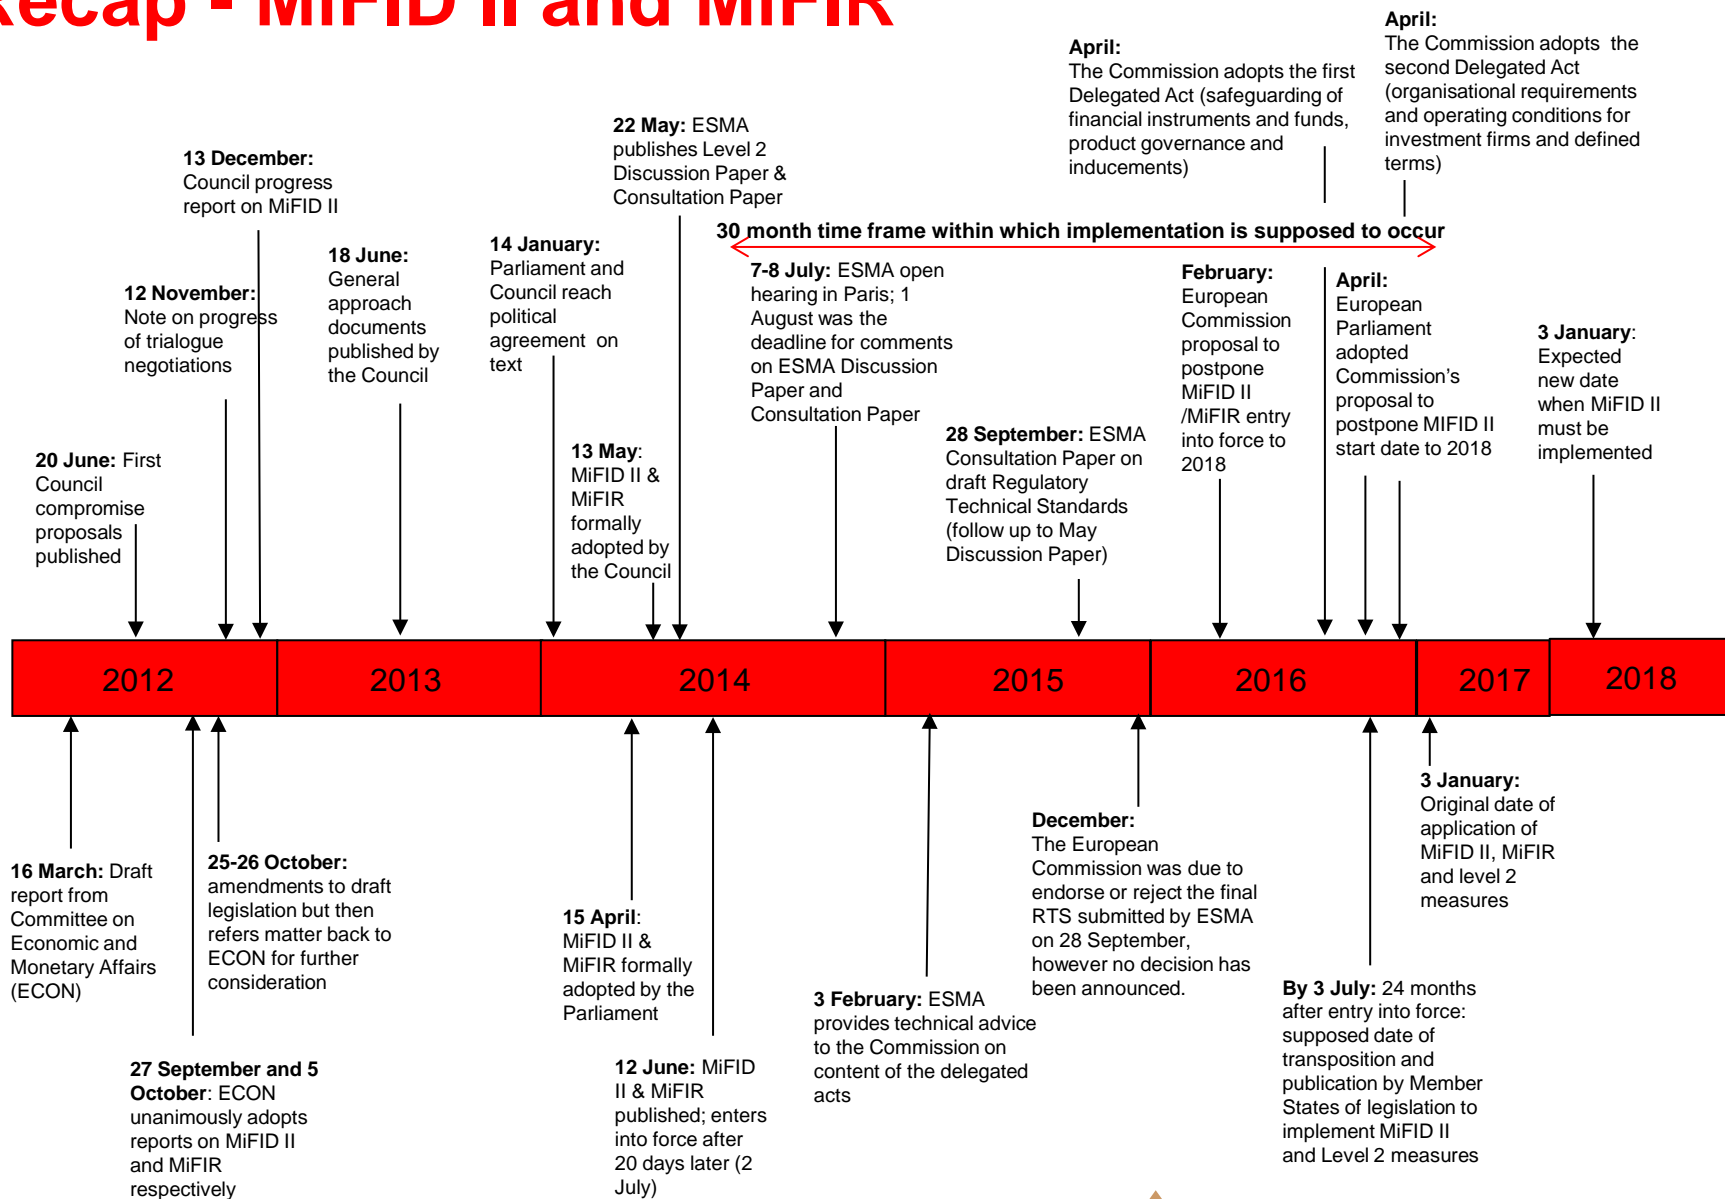 Recap - MiFID II and MiFIR
April:
The Commission adopts the first
Delegated Act (safeguarding of
financial instruments and funds,
product governance and
inducements)
April:
The Commission adopts  the
second Delegated Act
(organisational requirements
and operating conditions for
investment firms and defined
terms)
22 May: ESMA
publishes Level 2
Discussion Paper &
Consultation Paper
13 December:
Council progress
report on MiFID II
30 month time frame within which implementation is supposed to occur
12 November:
Note on progress
of trialogue
negotiations
18 June:
General
approach
documents
published by
the Council
14 January:
Parliament and
Council reach
political
agreement  on
text
7-8 July: ESMA open
hearing in Paris; 1
August was the
deadline for comments
on ESMA Discussion
Paper and
Consultation Paper
February:
European
Commission
proposal to
postpone
MiFID II
/MiFIR entry
into force to
2018
April:
European
Parliament
adopted
Commission's
proposal to
postpone MIFID II
start date to 2018
3 January:
Expected
new date
when MiFID II
must be
implemented
20 June: First
Council
compromise
proposals
published
13 May:
MiFID II &
MiFIR
formally
adopted by
the Council
28 September: ESMA
Consultation Paper on
draft Regulatory
Technical Standards
(follow up to May
Discussion Paper)
2012
2013
2014
2015
2016
2017
2018
16 March: Draft
report from
Committee on
Economic and
Monetary Affairs
(ECON)
25-26 October:
amendments to draft
legislation but then
refers matter back to
ECON for further
consideration
27 September and 5
October: ECON
unanimously adopts
reports on MiFID II
and MiFIR
respectively
15 April:
MiFID II &
MiFIR formally
adopted by the
Parliament
12 June: MiFID
II & MiFIR
published; enters
into force after
20 days later (2
July)
3 February: ESMA
provides technical advice
to the Commission on
content of the delegated
acts
December:
The European
Commission was due to
endorse or reject the final
RTS submitted by ESMA
on 28 September,
however no decision has
been announced.
By 3 July: 24 months
after entry into force:
supposed date of
transposition and
publication by Member
States of legislation to
implement MiFID II
and Level 2 measures
3 January:
Original date of
application of
MiFID II, MiFIR
and level 2
measures